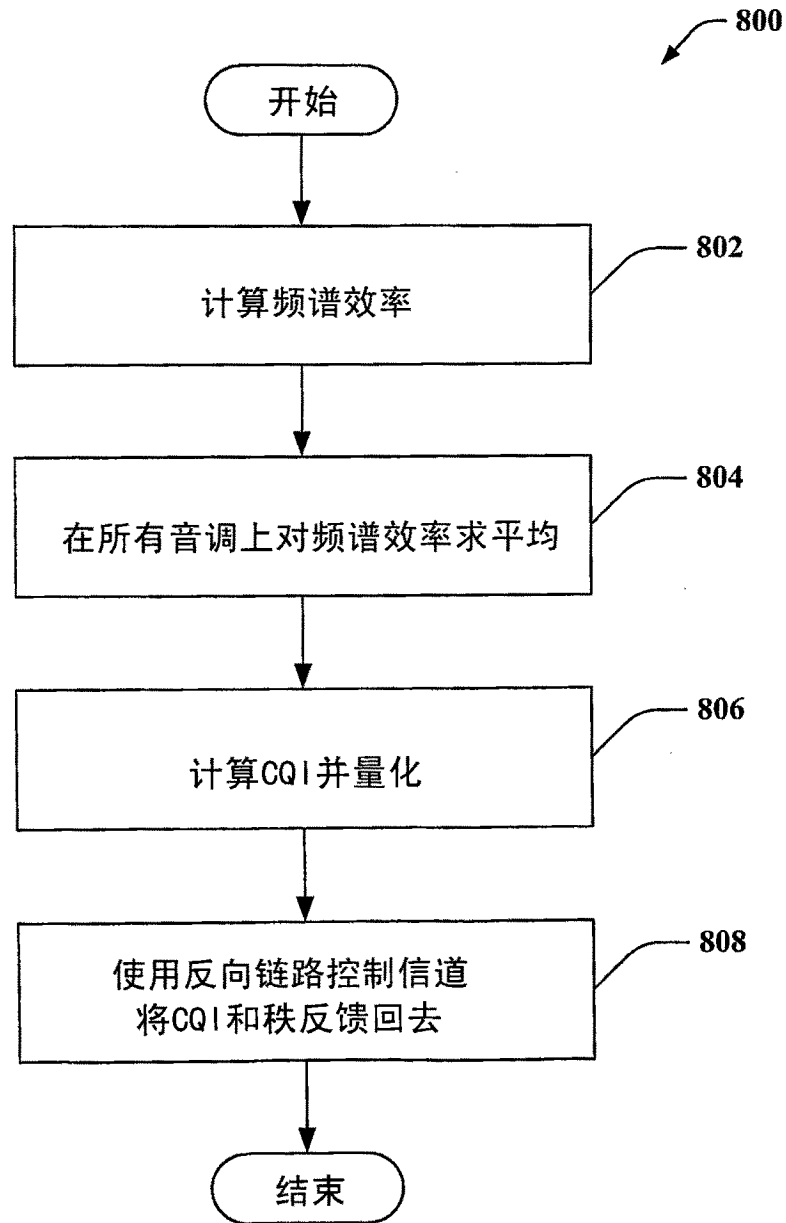 800
开始
802
计算频谱效率
804
在所有音调上对频谱效率求平均
806
计算CQI并量化
808
使用反向链路控制信道
将CQI和秩反馈回去
结束